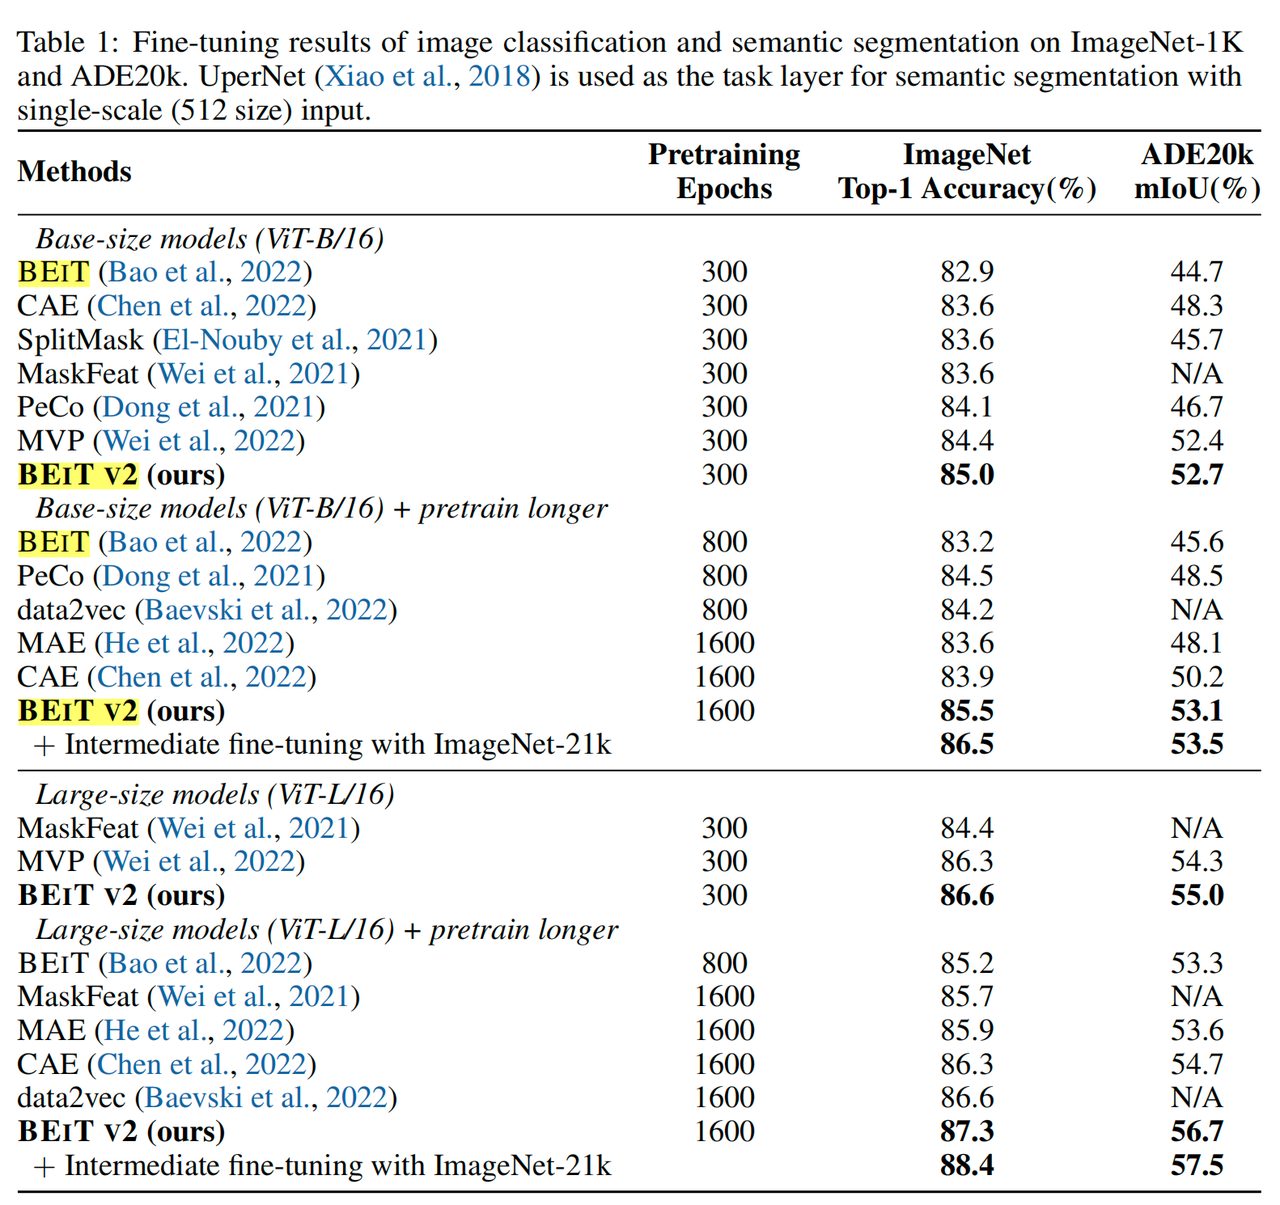 Table 1: Fine-tuning results of image classification and semantic segmentation on ImageNet-1K
and ADE20k. UperNet (Xiao et al., 2018) is used as the task layer for semantic segmentation with
single-scale (512 size) input.
Methods Pretraining Epochs ImageNet Top-1 Accuracy(%) ADE20k mIoU(%)
Base-size models (ViT-B/16)
BEIT (Bao et al., 2022) 300 82.9 44.7
CAE (Chen et al., 2022) 300 83.6 48.3
SplitMask (El-Nouby et al., 2021) 300 83.6 45.7
MaskFeat (Wei et al., 2021) 300 83.6 N/A
PeCo (Dong et al., 2021) 300 84.1 46.7
MVP (Wei et al., 2022) 300 84.4 52.4
BEIT V2 (ours) 300 85.0 52.7
Base-size models (ViT-B/16) + pretrain longer
BEIT (Bao et al., 2022) 800 83.2 45.6
PeCo (Dong et al., 2021) 800 84.5 48.5
data2vec (Baevski et al., 2022) 800 84.2 N/A
MAE (He et al., 2022) 1600 83.6 48.1
CAE (Chen et al., 2022) 1600 83.9 50.2
BEIT V2 (ours) 1600 85.5 53.1
+ Intermediate fine-tuning with ImageNet-21k 86.5 53.5
Large-size models (ViT-L/16)
MaskFeat (Wei et al., 2021) 300 84.4 N/A
MVP (Wei et al., 2022) 300 86.3 54.3
BEIT V2 (ours) 300 86.6 55.0
Large-size models (ViT-L/16) + pretrain longer
BEIT (Bao et al., 2022) 800 85.2 53.3
MaskFeat (Wei et al., 2021) 1600 85.7 N/A
MAE (He et al., 2022) 1600 85.9 53.6
CAE (Chen et al., 2022) 1600 86.3 54.7
data2vec (Baevski et al., 2022) 1600 86.6 N/A
BEIT V2 (ours) 1600 87.3 56.7
+ Intermediate fine-tuning with ImageNet-21k 88.4 57.5